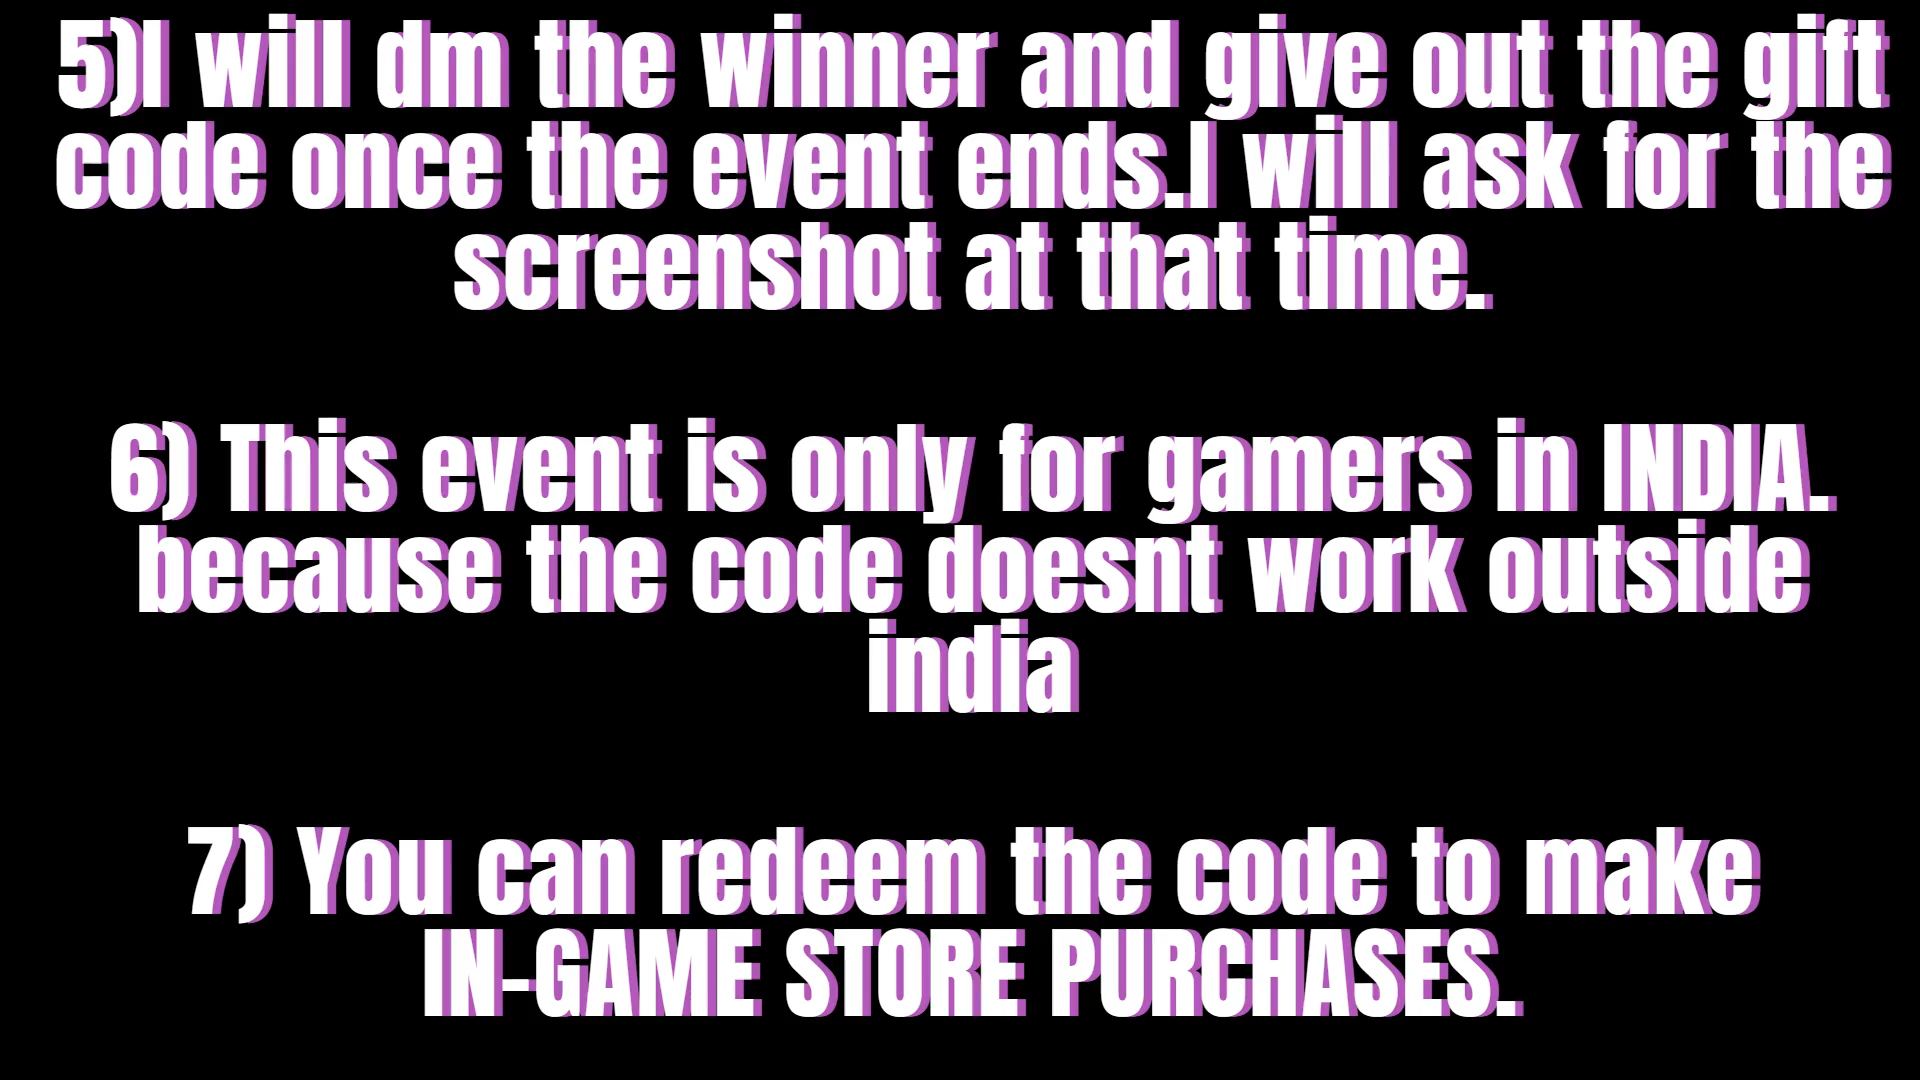 5)I will dm the winner and give out the gift
code once the event ends.I will ask for the
screenshot at that time.
6) This event is only for gamers in INDIA.
because the code doesnt work outside
india
7) You can redeem the code to make
IN-GAME STORE PURCHASES.